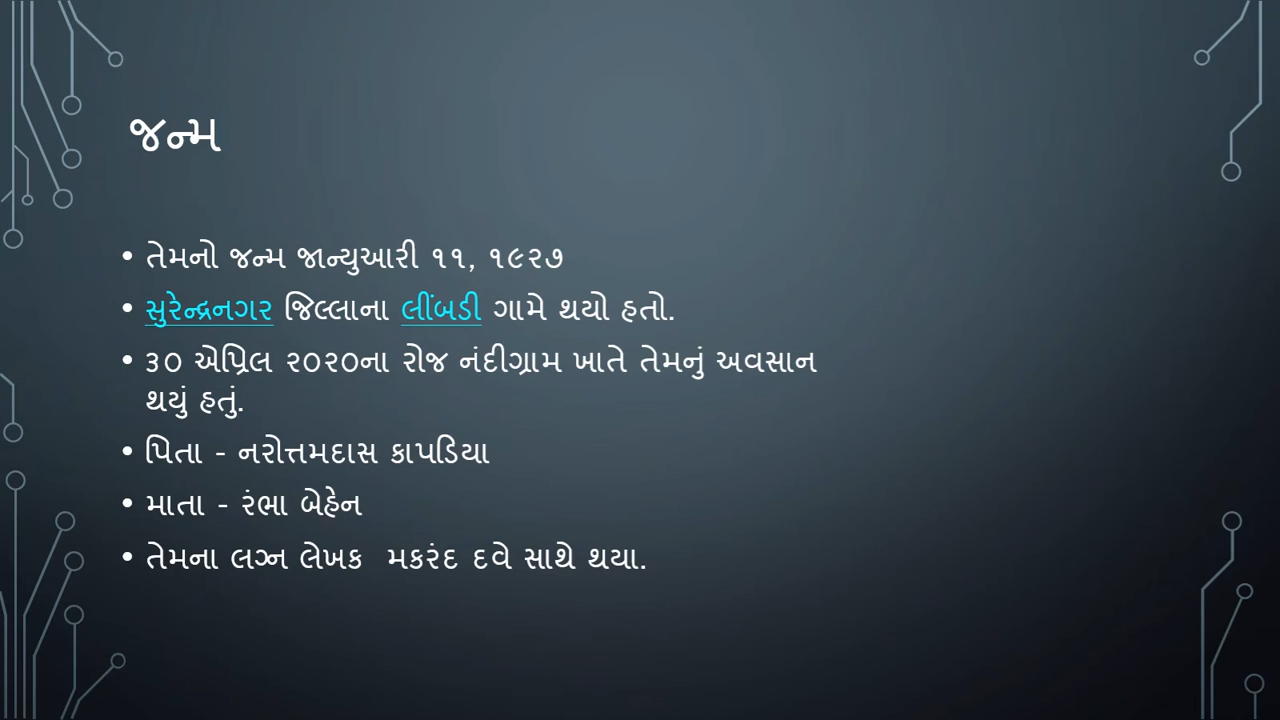 જન્મ
• તેમનો જન્મ જાન્યુઆરી ૧૧, ૧૯૨૭
• સુરેન્દ્રનગર જિલ્લાના લીંબડી ગામે થયો હતો.
• ૩૦ એપ્રિલ ૨૦૨૦ના રોજ નંદીગ્રામ ખાતે તેમનું અવસાન
થયું હતું.
• પિતા - નરોત્તમદાસ કાપડિયા
• માતા - રંભા બેહેન
• તેમના લગ્ન લેખક મકરંદ દવે સાથે થયા.